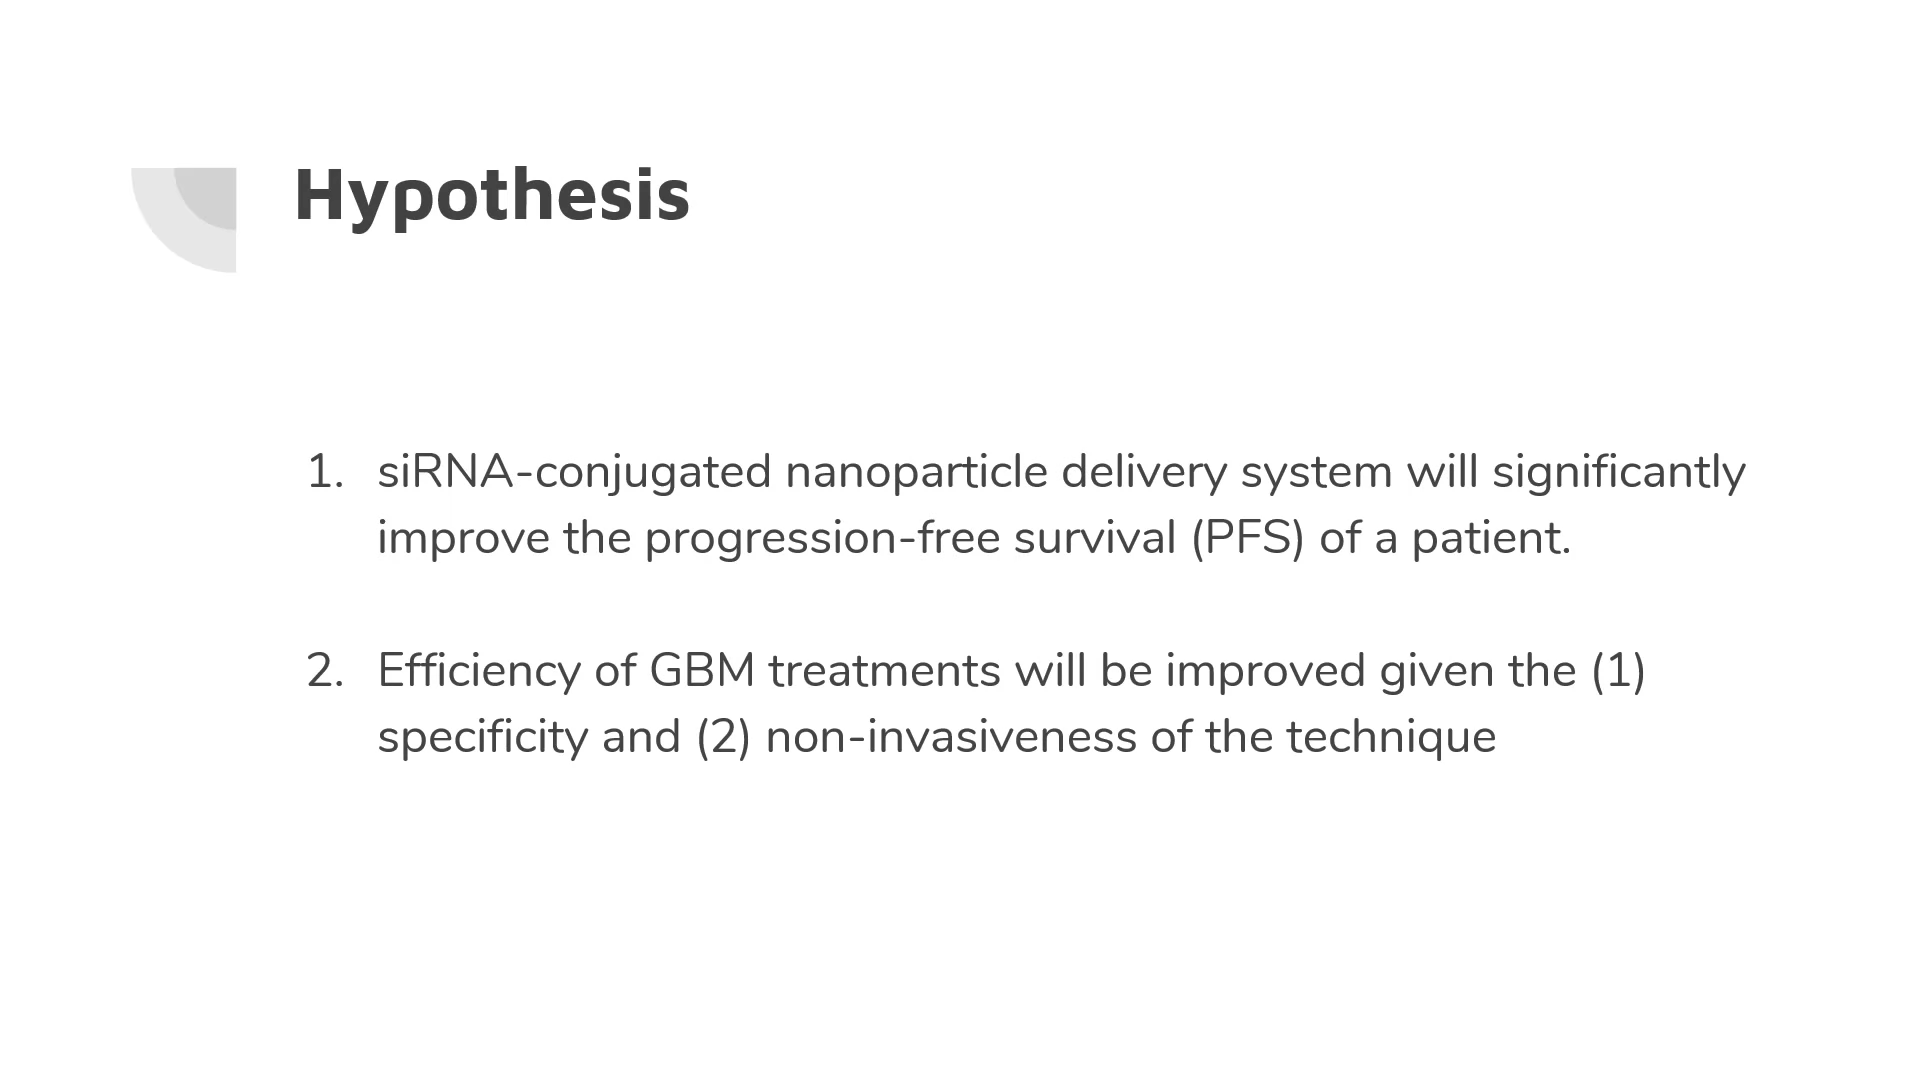 Hypothesis
1. siRNA-conjugated nanoparticle delivery system will significantly
improve the progression-free survival (PFS) of a patient.
2. Efficiency of GBM treatments will be improved given the (1)
specificity and (2) non-invasiveness of the technique